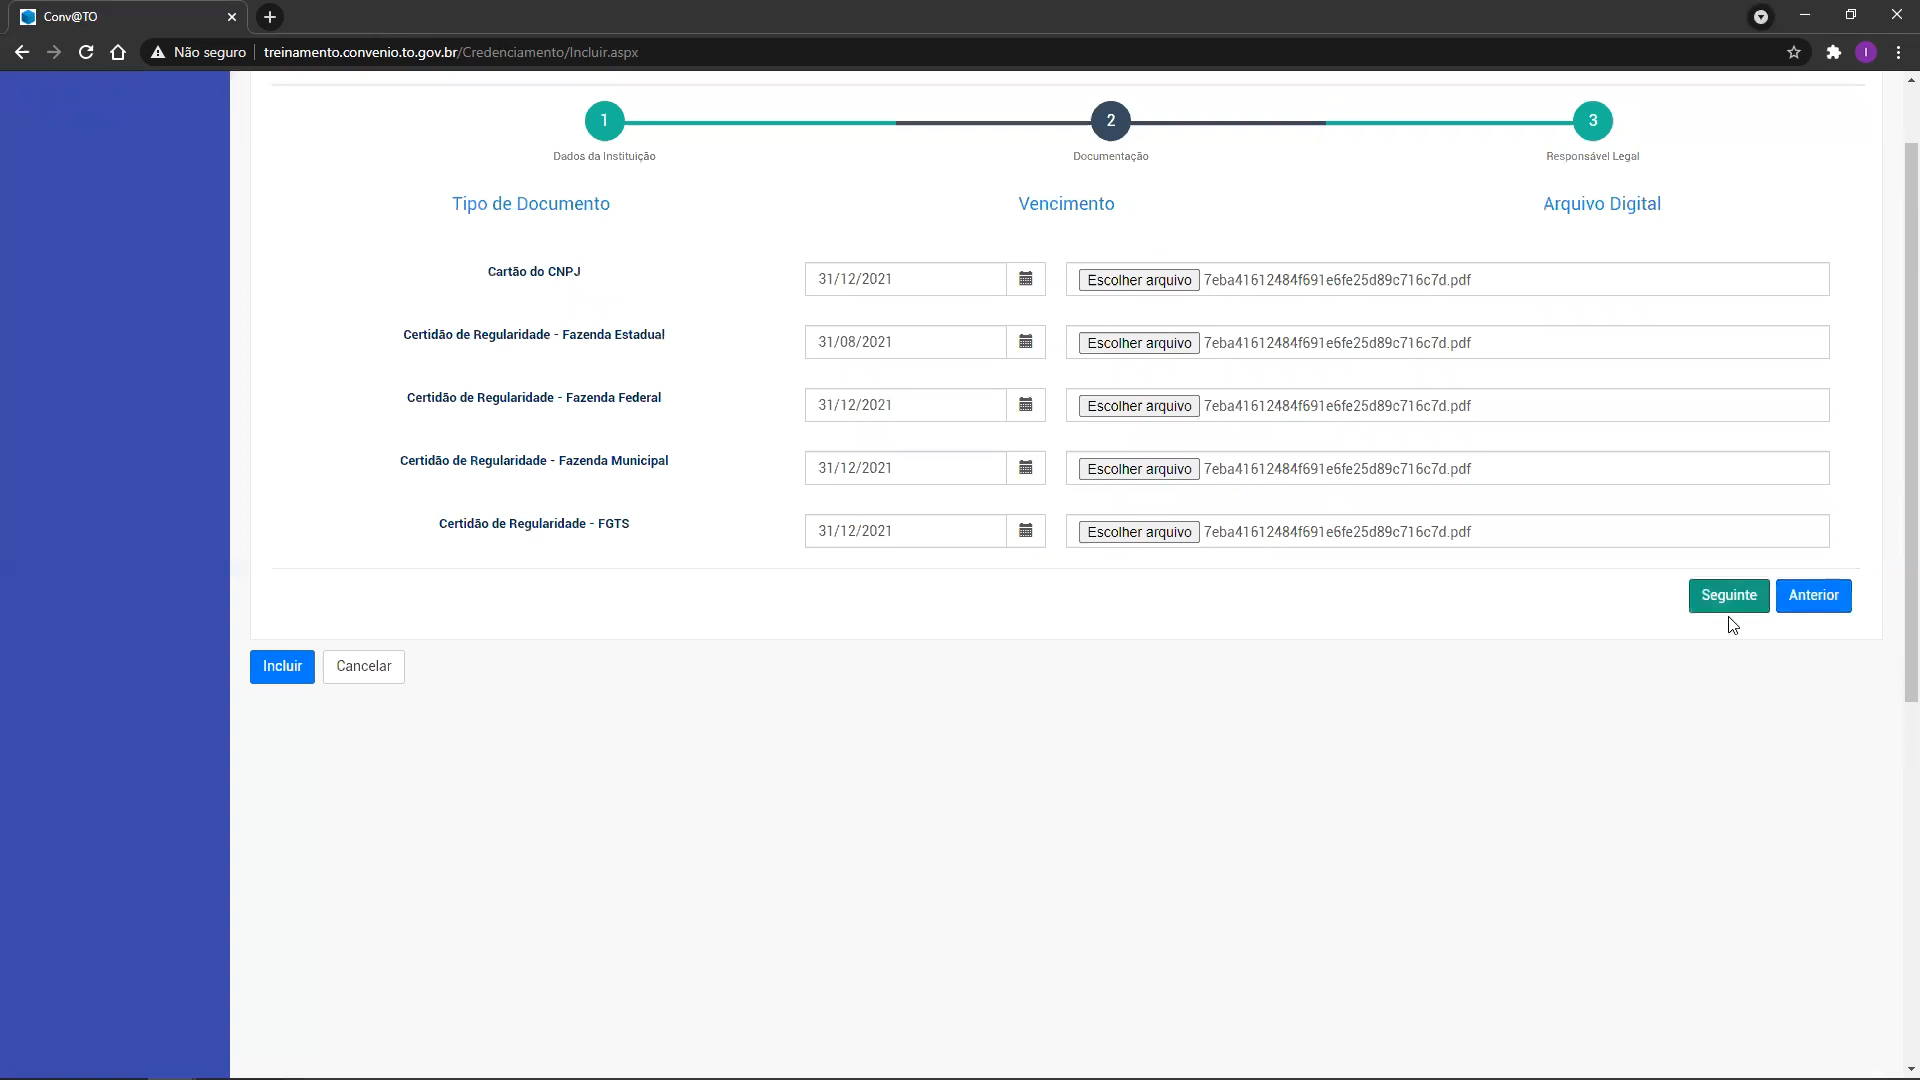 Conv@TO
Não seguro treinamento.convenio.to.gov.br/Credenciamento/Incluir.aspx
I
1 2 3
Dados da Instituição Documentação Responsável Legal
Tipo de Documento Vencimento Arquivo Digital
Cartão do CNPJ 31/12/2021 Escolher arquivo 7eba41612484f691e6fe25d89c716c7d.pdf
Certidão de Regularidade - Fazenda Estadual 31/08/2021 Escolher arquivo 7eba41612484f691e6fe25d89c716c7d.pdf
Certidão de Regularidade - Fazenda Federal 31/12/2021 Escolher arquivo 7eba41612484f691e6fe25d89c716c7d.pdf
Certidão de Regularidade - Fazenda Municipal 31/12/2021 Escolher arquivo 7eba41612484f691e6fe25d89c716c7d.pdf
Certidão de Regularidade - FGTS 31/12/2021 Escolher arquivo 7eba41612484f691e6fe25d89c716c7d.pdf
Seguinte Anterior
Incluir Cancelar